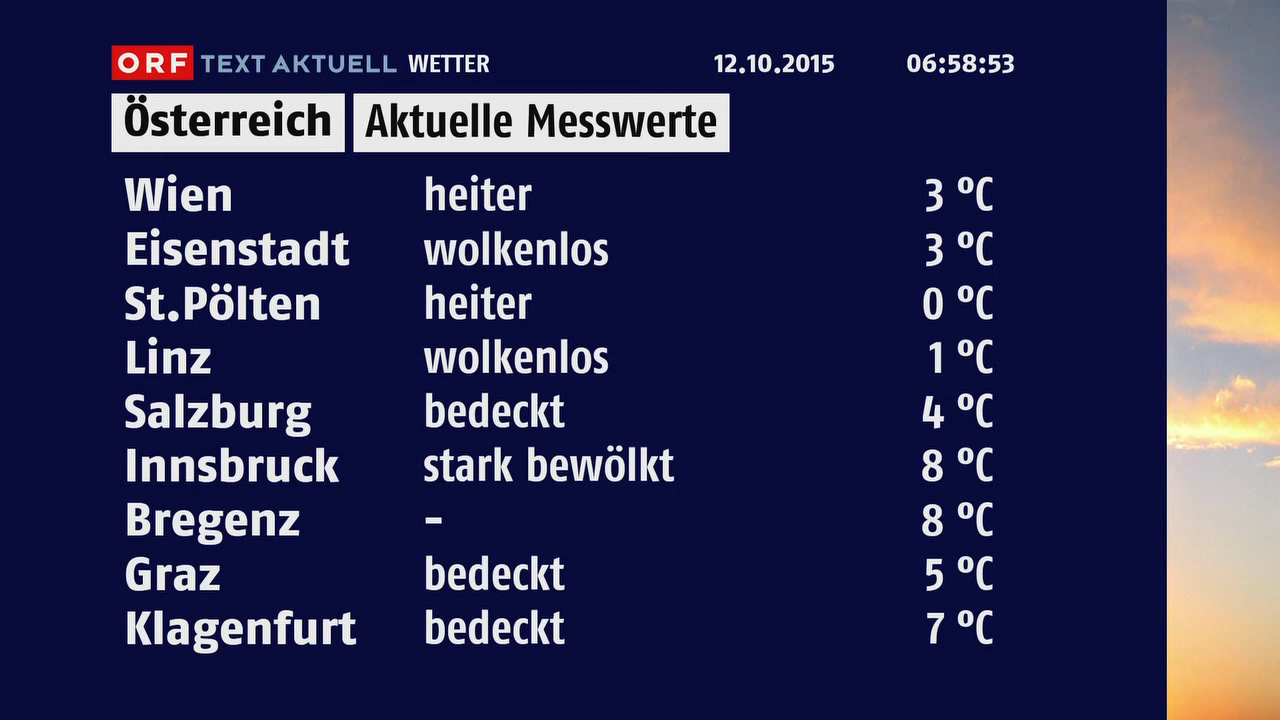 ORF TEXT AKTUELL WETTER 12.10.2015 06:58:53
Österreich Aktuelle Messwerte
Wien heiter 3 ºC
Eisenstadt wolkenlos 3 ºC
St.Pölten heiter 0 ºC
Linz wolkenlos 1 ºC
Salzburg bedeckt 4 ºC
Innsbruck stark bewölkt 8 ºC
Bregenz - 8 ºC
Graz bedeckt 5 ºC
Klagenfurt bedeckt 7 ºC